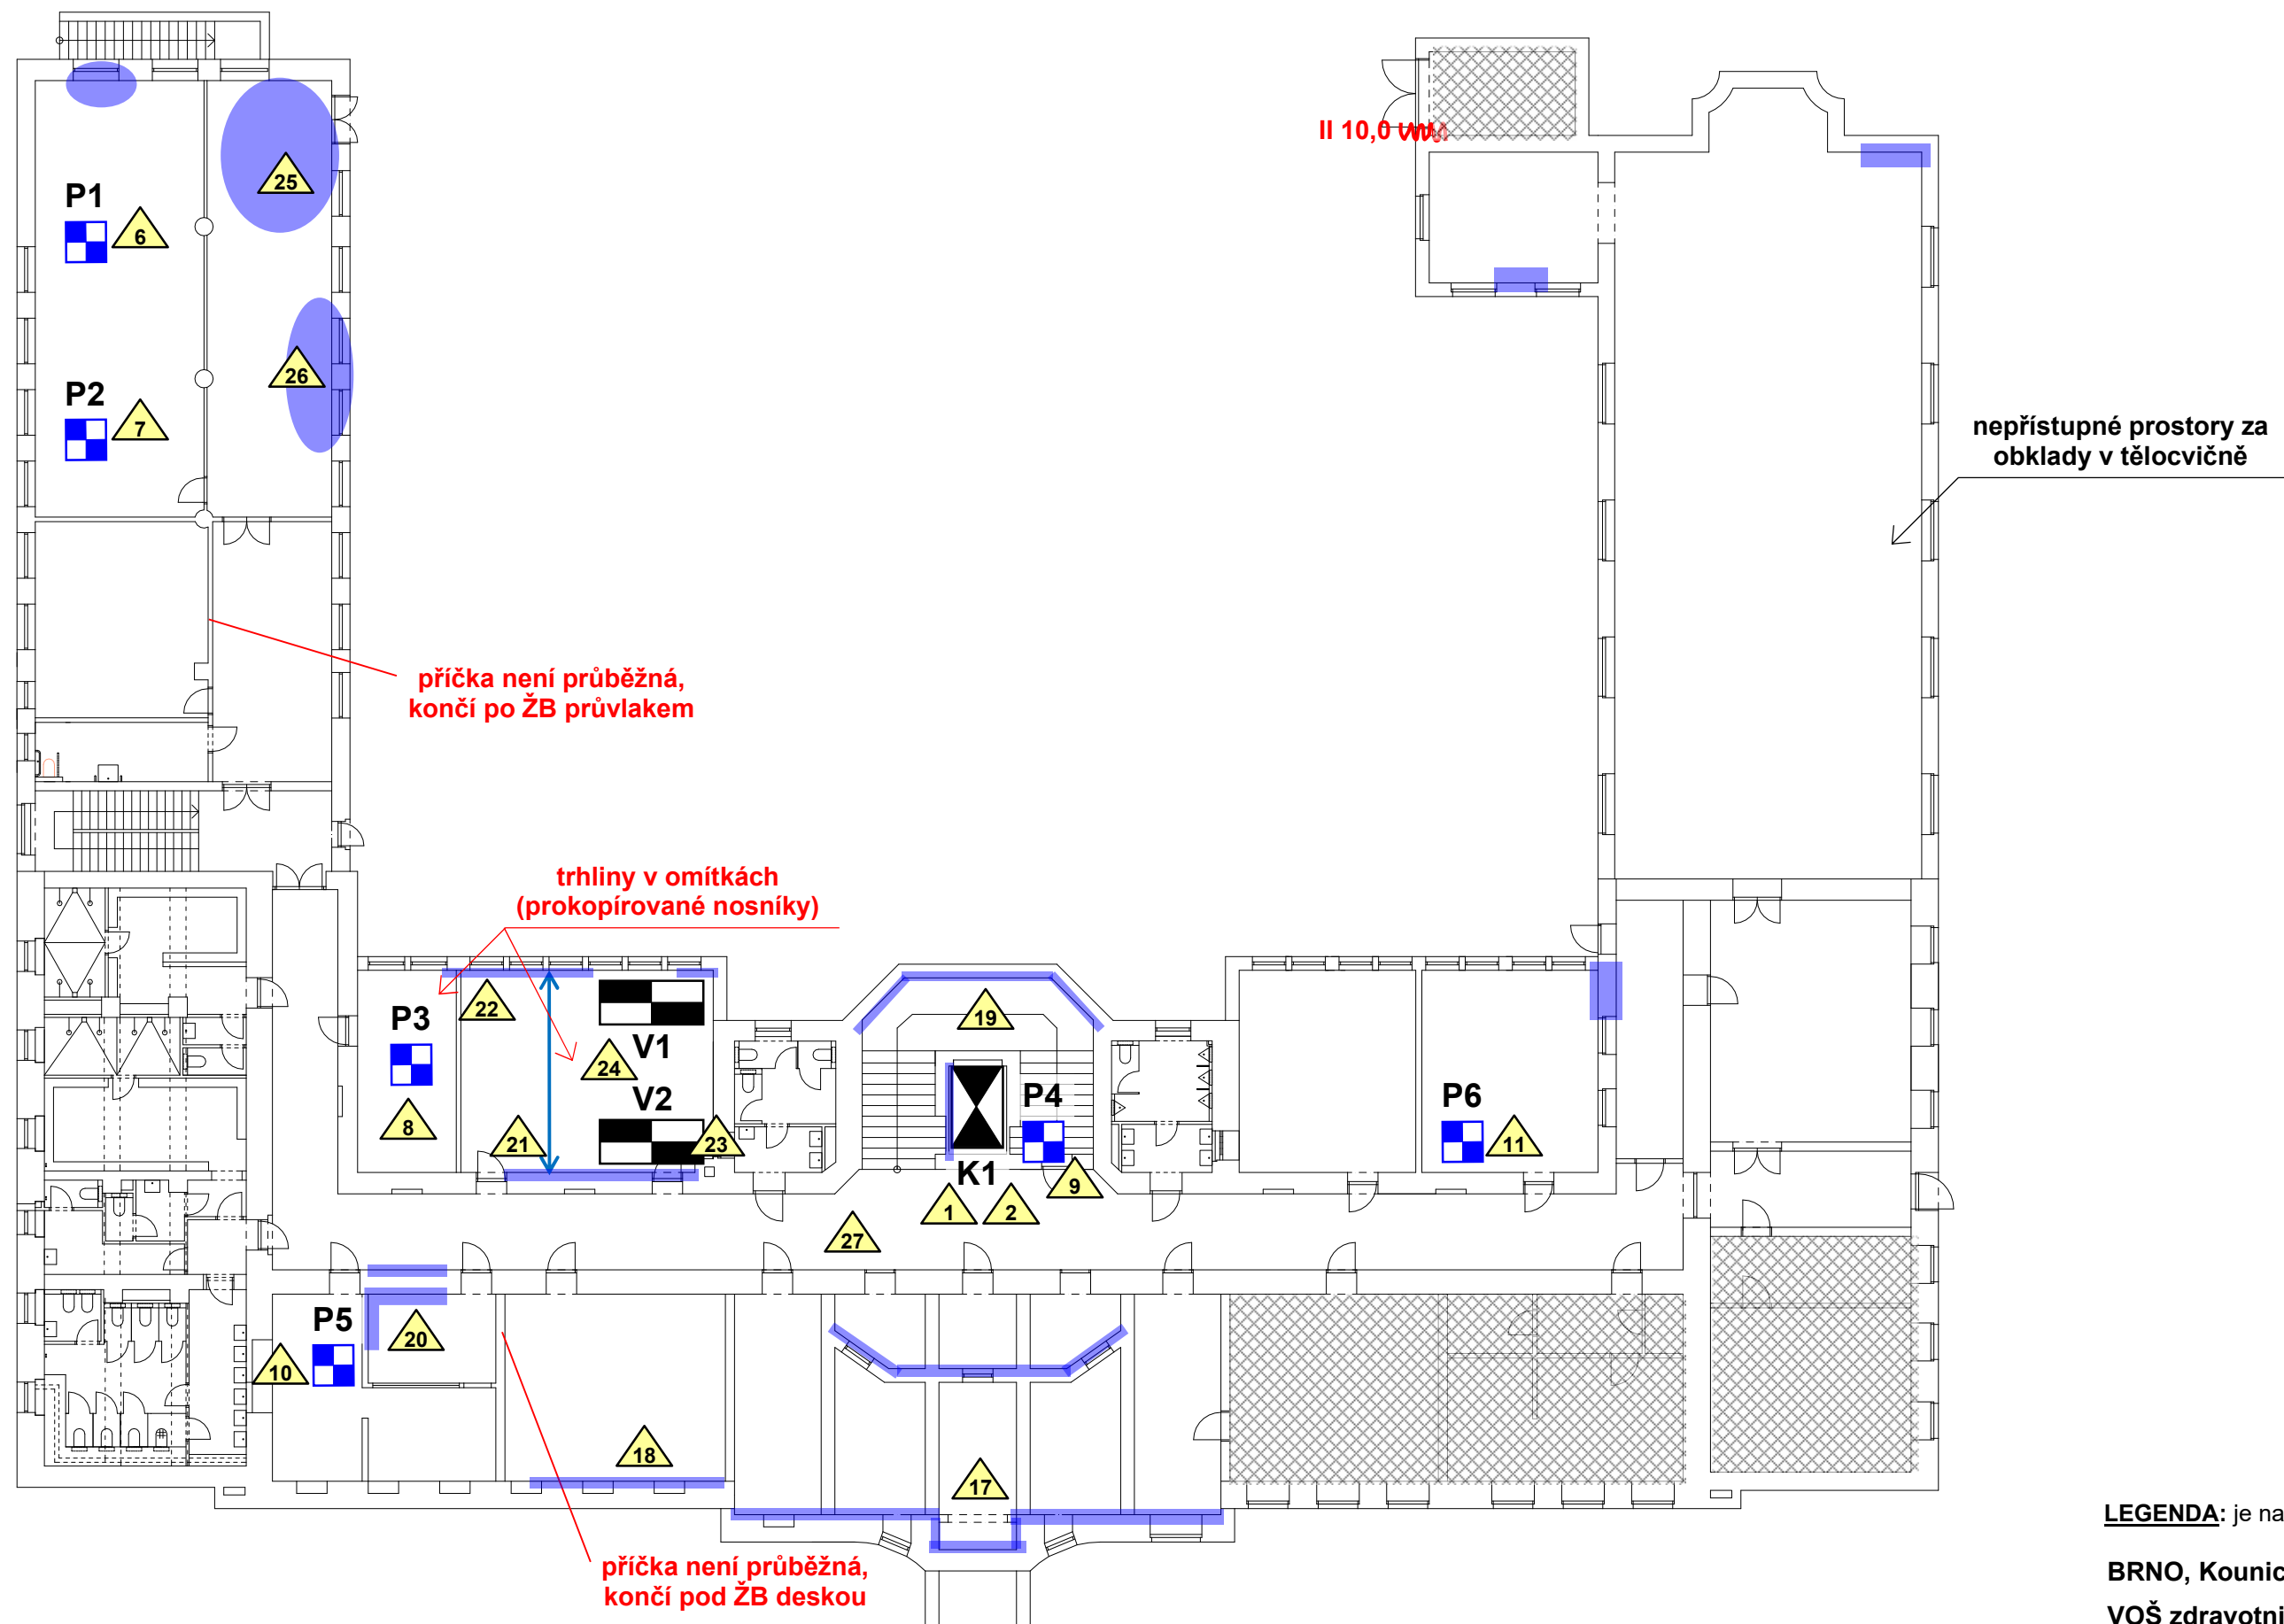 II 10,0
25
P1
6
26
P2
7
nepřístupné prostory za
obklady v tělocvičně
příčka není průběžná,
končí po ŽB průvlakem
trhliny v omítkách
(prokopírované nosníky)
22
P3
19
V1
24
V2
P4
P6
8
21
23
11
K1
9
1
2
27
P5
20
10
18
17
LEGENDA: je na
BRNO, Kounic
VOŠ zdravotni
příčka není průběžná,
končí pod ŽB deskou